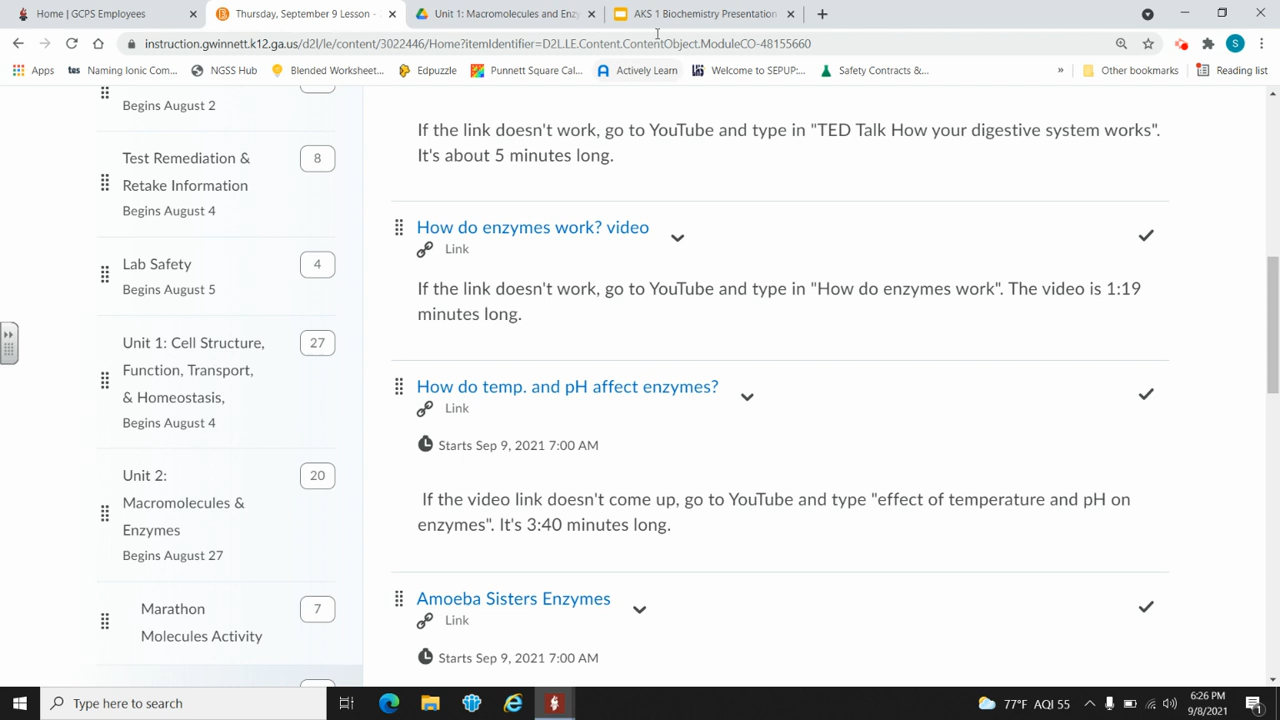 Home | GCPS Employees
Thursday, September 9 Lesson -
Unit 1: Macromolecules and Enzy
AKS 1 Biochemistry Presentation
instruction.gwinnett.k12.ga.us/d2l/le/content/3022446/Home?itemIdentifier=D2L.LE.Content.ContentObject.ModuleCO-48155660
S
Apps
tes
Naming Ionic Com...
NGSS Hub
Blended Worksheet...
Edpuzzle
Punnett Square Cal...
Actively Learn
Welcome to SEPUP:...
Safety Contracts &...
»
Other bookmarks
Reading list
Begins August 2
Test Remediation &
Retake Information
8
Begins August 4
Lab Safety
4
Begins August 5
Unit 1: Cell Structure,
27
Function, Transport,
& Homeostasis,
Begins August 4
Unit 2:
20
Macromolecules &
Enzymes
Begins August 27
Marathon
7
Molecules Activity
If the link doesn't work, go to YouTube and type in "TED Talk How your digestive system works".
It's about 5 minutes long.
How do enzymes work? video
Link
If the link doesn't work, go to YouTube and type in "How do enzymes work". The video is 1:19
minutes long.
How do temp. and pH affect enzymes?
Link
Starts Sep 9, 2021 7:00 AM
If the video link doesn't come up, go to YouTube and type "effect of temperature and pH on
enzymes". It's 3:40 minutes long.
Amoeba Sisters Enzymes
Link
Starts Sep 9, 2021 7:00 AM
Type here to search
77°F AQI 55
6:26 PM
9/8/2021
1